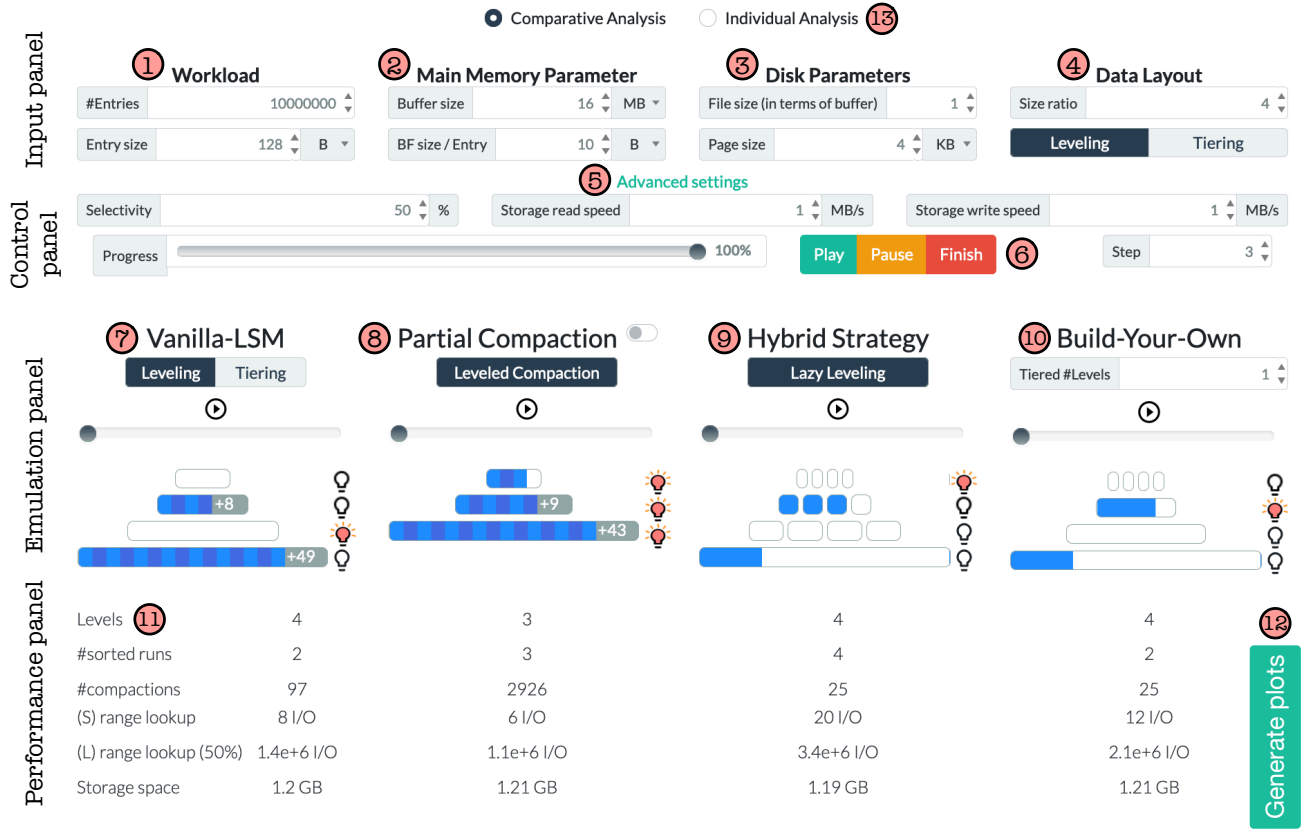 Comparative Analysis Individual Analysis 13
Input panel
1 Workload
#Entries 10000000
Entry size 128 B
2 Main Memory Parameter
Buffer size 16 MB
BF size / Entry 10 B
3 Disk Parameters
File size (in terms of buffer) 1
Page size 4 KB
4 Data Layout
Size ratio 4
Leveling Tiering
5 Advanced settings
Control panel
Selectivity 50 %
Storage read speed 1 MB/s
Storage write speed 1 MB/s
Progress 100%
Play Pause Finish 6
Step 3
Emulation panel
7 Vanilla-LSM
Leveling Tiering
+8
+49
8 Partial Compaction
Leveled Compaction
+9
+43
9 Hybrid Strategy
Lazy Leveling
10 Build-Your-Own
Tiered #Levels 1
Performance panel
Levels 11 4 3 4 4
#sorted runs 2 3 4 2
#compactions 97 2926 25 25
(S) range lookup 8 I/O 6 I/O 20 I/O 12 I/O
(L) range lookup (50%) 1.4e+6 I/O 1.1e+6 I/O 3.4e+6 I/O 2.1e+6 I/O
Storage space 1.2 GB 1.21 GB 1.19 GB 1.21 GB
12
Generate plots